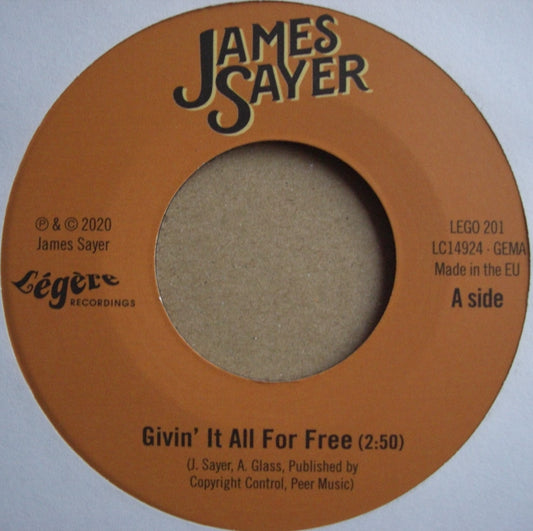 JAMES
SAYER
℗ & © 2020
James Sayer
Légère
RECORDINGS
LEGO 201
LC14924 - GEMA
Made in the EU
A side
Givin' It All For Free (2:50)
(J. Sayer, A. Glass, Published by
Copyright Control, Peer Music)